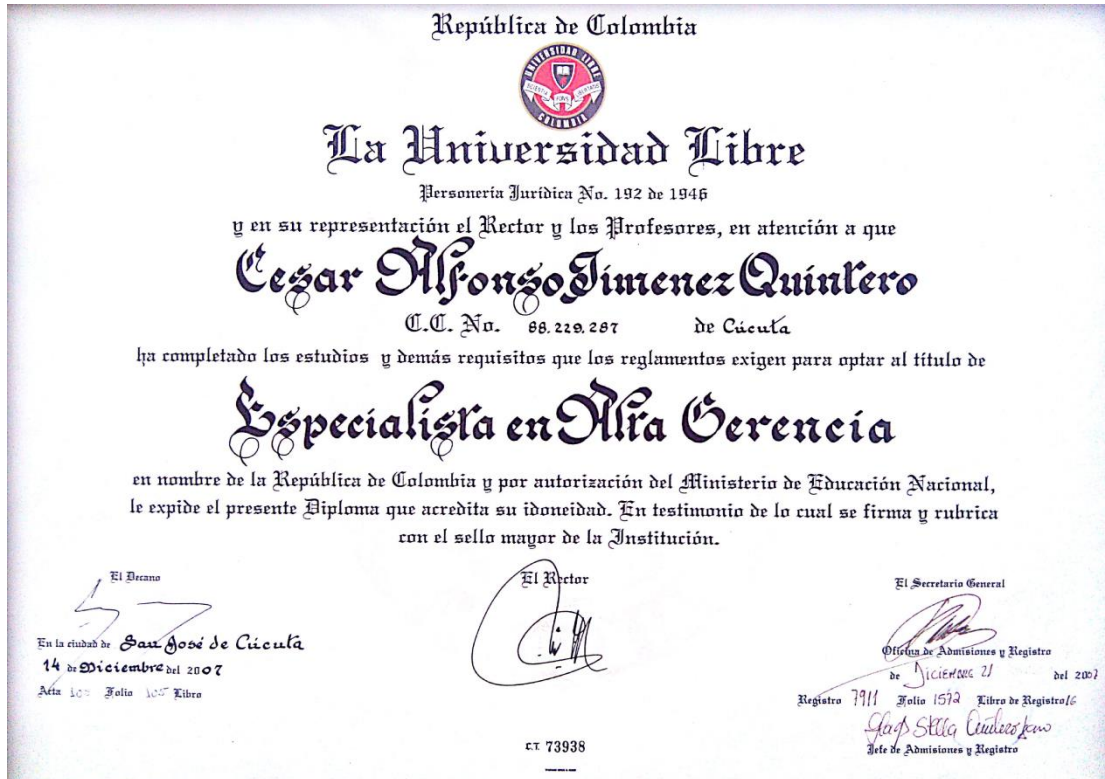 República de Colombia
UNIVERSIDAD LIBRE
COLOMBIA
La Universidad Libre
Personería Jurídica No. 192 de 1946
y en su representación el Rector y los Profesores, en atención a que
Cesar Alfonso Jimenez Quintero
C.C. No. 88.229.287 de Cúcuta
ha completado los estudios y demás requisitos que los reglamentos exigen para optar al título de
Especialista en Alta Gerencia
en nombre de la República de Colombia y por autorización del Ministerio de Educación Nacional,
le expide el presente Diploma que acredita su idoneidad. En testimonio de lo cual se firma y rubrica
con el sello mayor de la Institución.
El Decano
El Rector
El Secretario General
En la ciudad de San José de Cúcuta
14 de Diciembre del 2007
Acta Folio 105 Libro
Oficina de Admisiones y Registro
de Diciembre 21 del 2007
Registro 7911 Folio 1572 Libro de Registro 16
Jefe de Admisiones y Registro
C.T. 73938